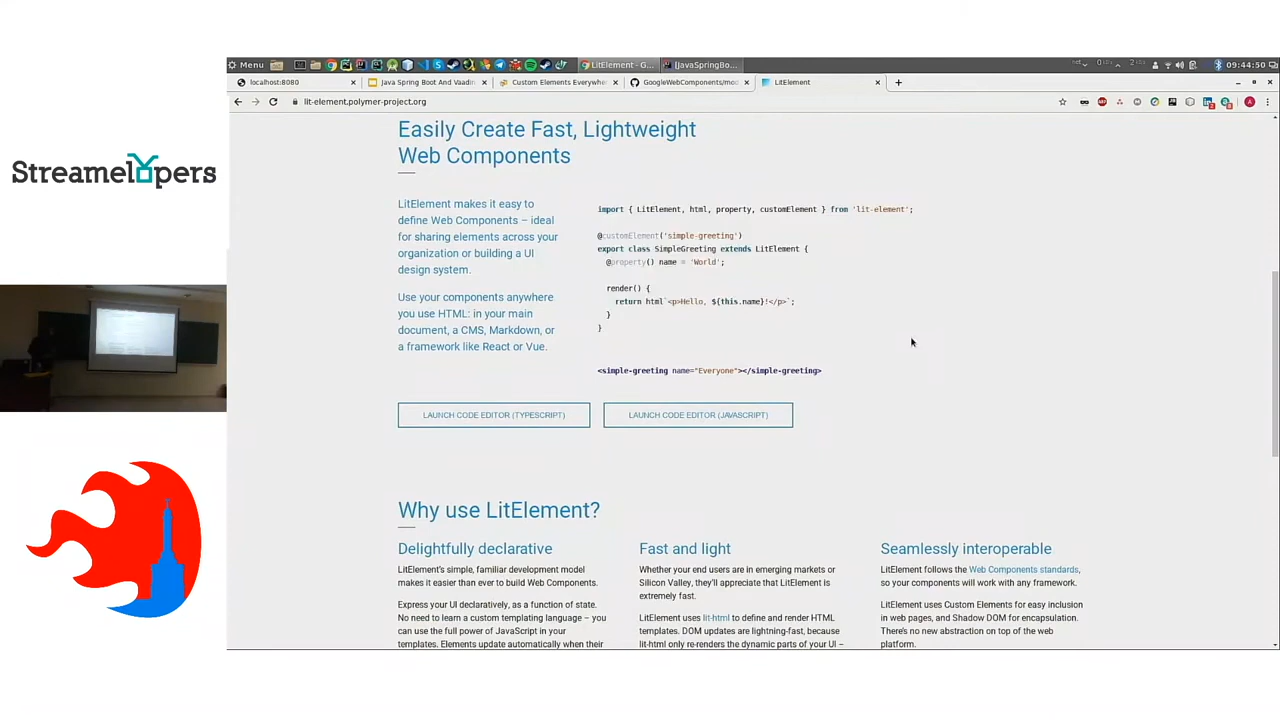 Menu
LitElement - G...
[JavaSpringBo...
09:44:50
localhost:8080
Java Spring Boot And Vaadin
Custom Elements Everywhe
GoogleWebComponents/mod
LitElement
lit-element.polymer-project.org
Streamelopers
Easily Create Fast, Lightweight
Web Components
LitElement makes it easy to
define Web Components – ideal
for sharing elements across your
organization or building a UI
design system.
Use your components anywhere
you use HTML: in your main
document, a CMS, Markdown, or
a framework like React or Vue.
import { LitElement, html, property, customElement } from 'lit-element';
@customElement('simple-greeting')
export class SimpleGreeting extends LitElement {
@property() name = 'World';
render() {
return html`<p>Hello, ${this.name}!</p>`;
}
}
<simple-greeting name="Everyone"></simple-greeting>
LAUNCH CODE EDITOR (TYPESCRIPT)
LAUNCH CODE EDITOR (JAVASCRIPT)
Why use LitElement?
Delightfully declarative
LitElement's simple, familiar development model
makes it easier than ever to build Web Components.
Express your UI declaratively, as a function of state.
No need to learn a custom templating language – you
can use the full power of JavaScript in your
templates. Elements update automatically when their
Fast and light
Whether your end users are in emerging markets or
Silicon Valley, they'll appreciate that LitElement is
extremely fast.
LitElement uses lit-html to define and render HTML
templates. DOM updates are lightning-fast, because
lit-html only re-renders the dynamic parts of your UI –
Seamlessly interoperable
LitElement follows the Web Components standards,
so your components will work with any framework.
LitElement uses Custom Elements for easy inclusion
in web pages, and Shadow DOM for encapsulation.
There's no new abstraction on top of the web
platform.